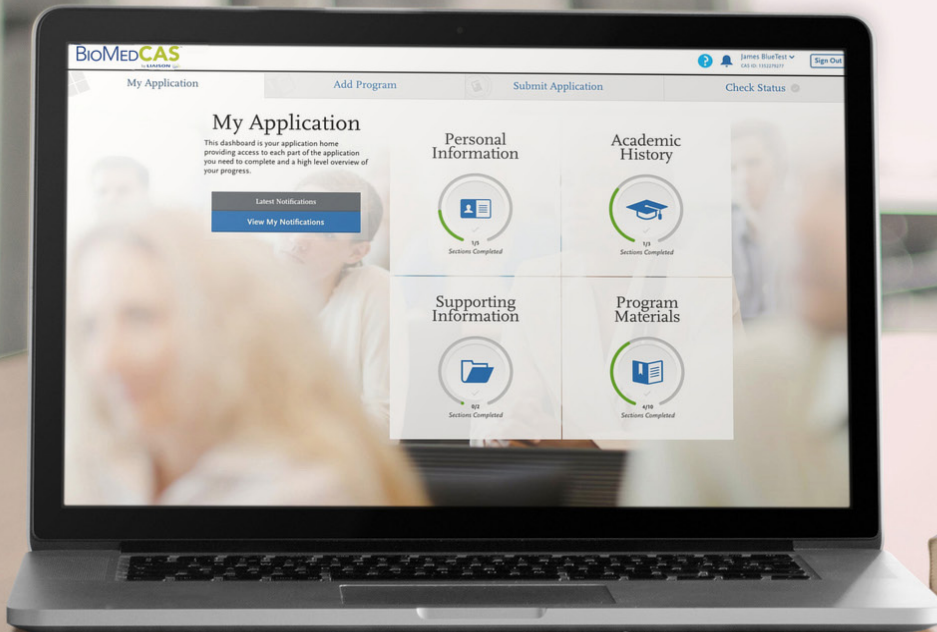 BIOMEDCAS
by LIAISON
James BlueTest
Sign Out
My Application
Add Program
Submit Application
Check Status
My Application
This dashboard is your application home
providing access to each part of the application
you need to complete and a high level overview of
your progress.
Latest Notifications
View My Notifications
Personal
Information
1/5
Sections Completed
Academic
History
1/3
Sections Completed
Supporting
Information
0/2
Sections Completed
Program
Materials
4/10
Sections Completed